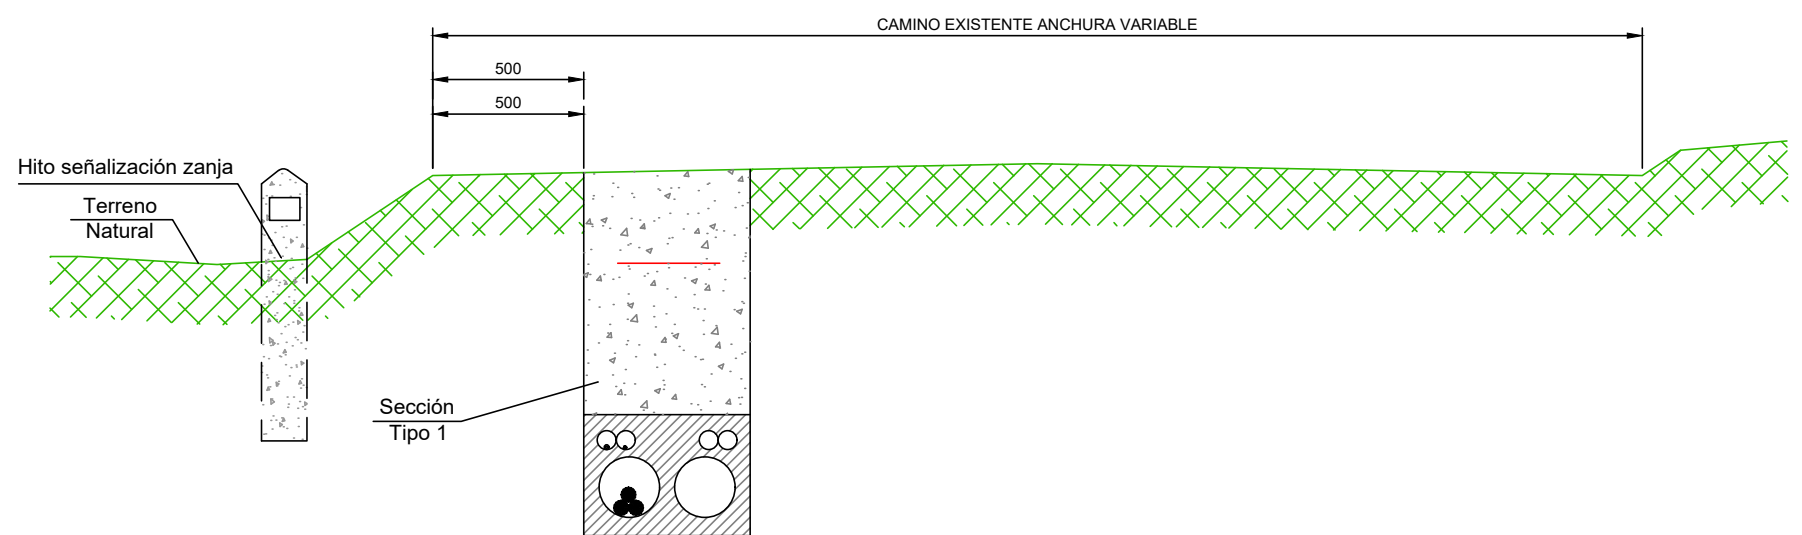 CAMINO EXISTENTE ANCHURA VARIABLE
500
500
Hito señalización zanja
Terreno
Natural
Sección
Tipo 1